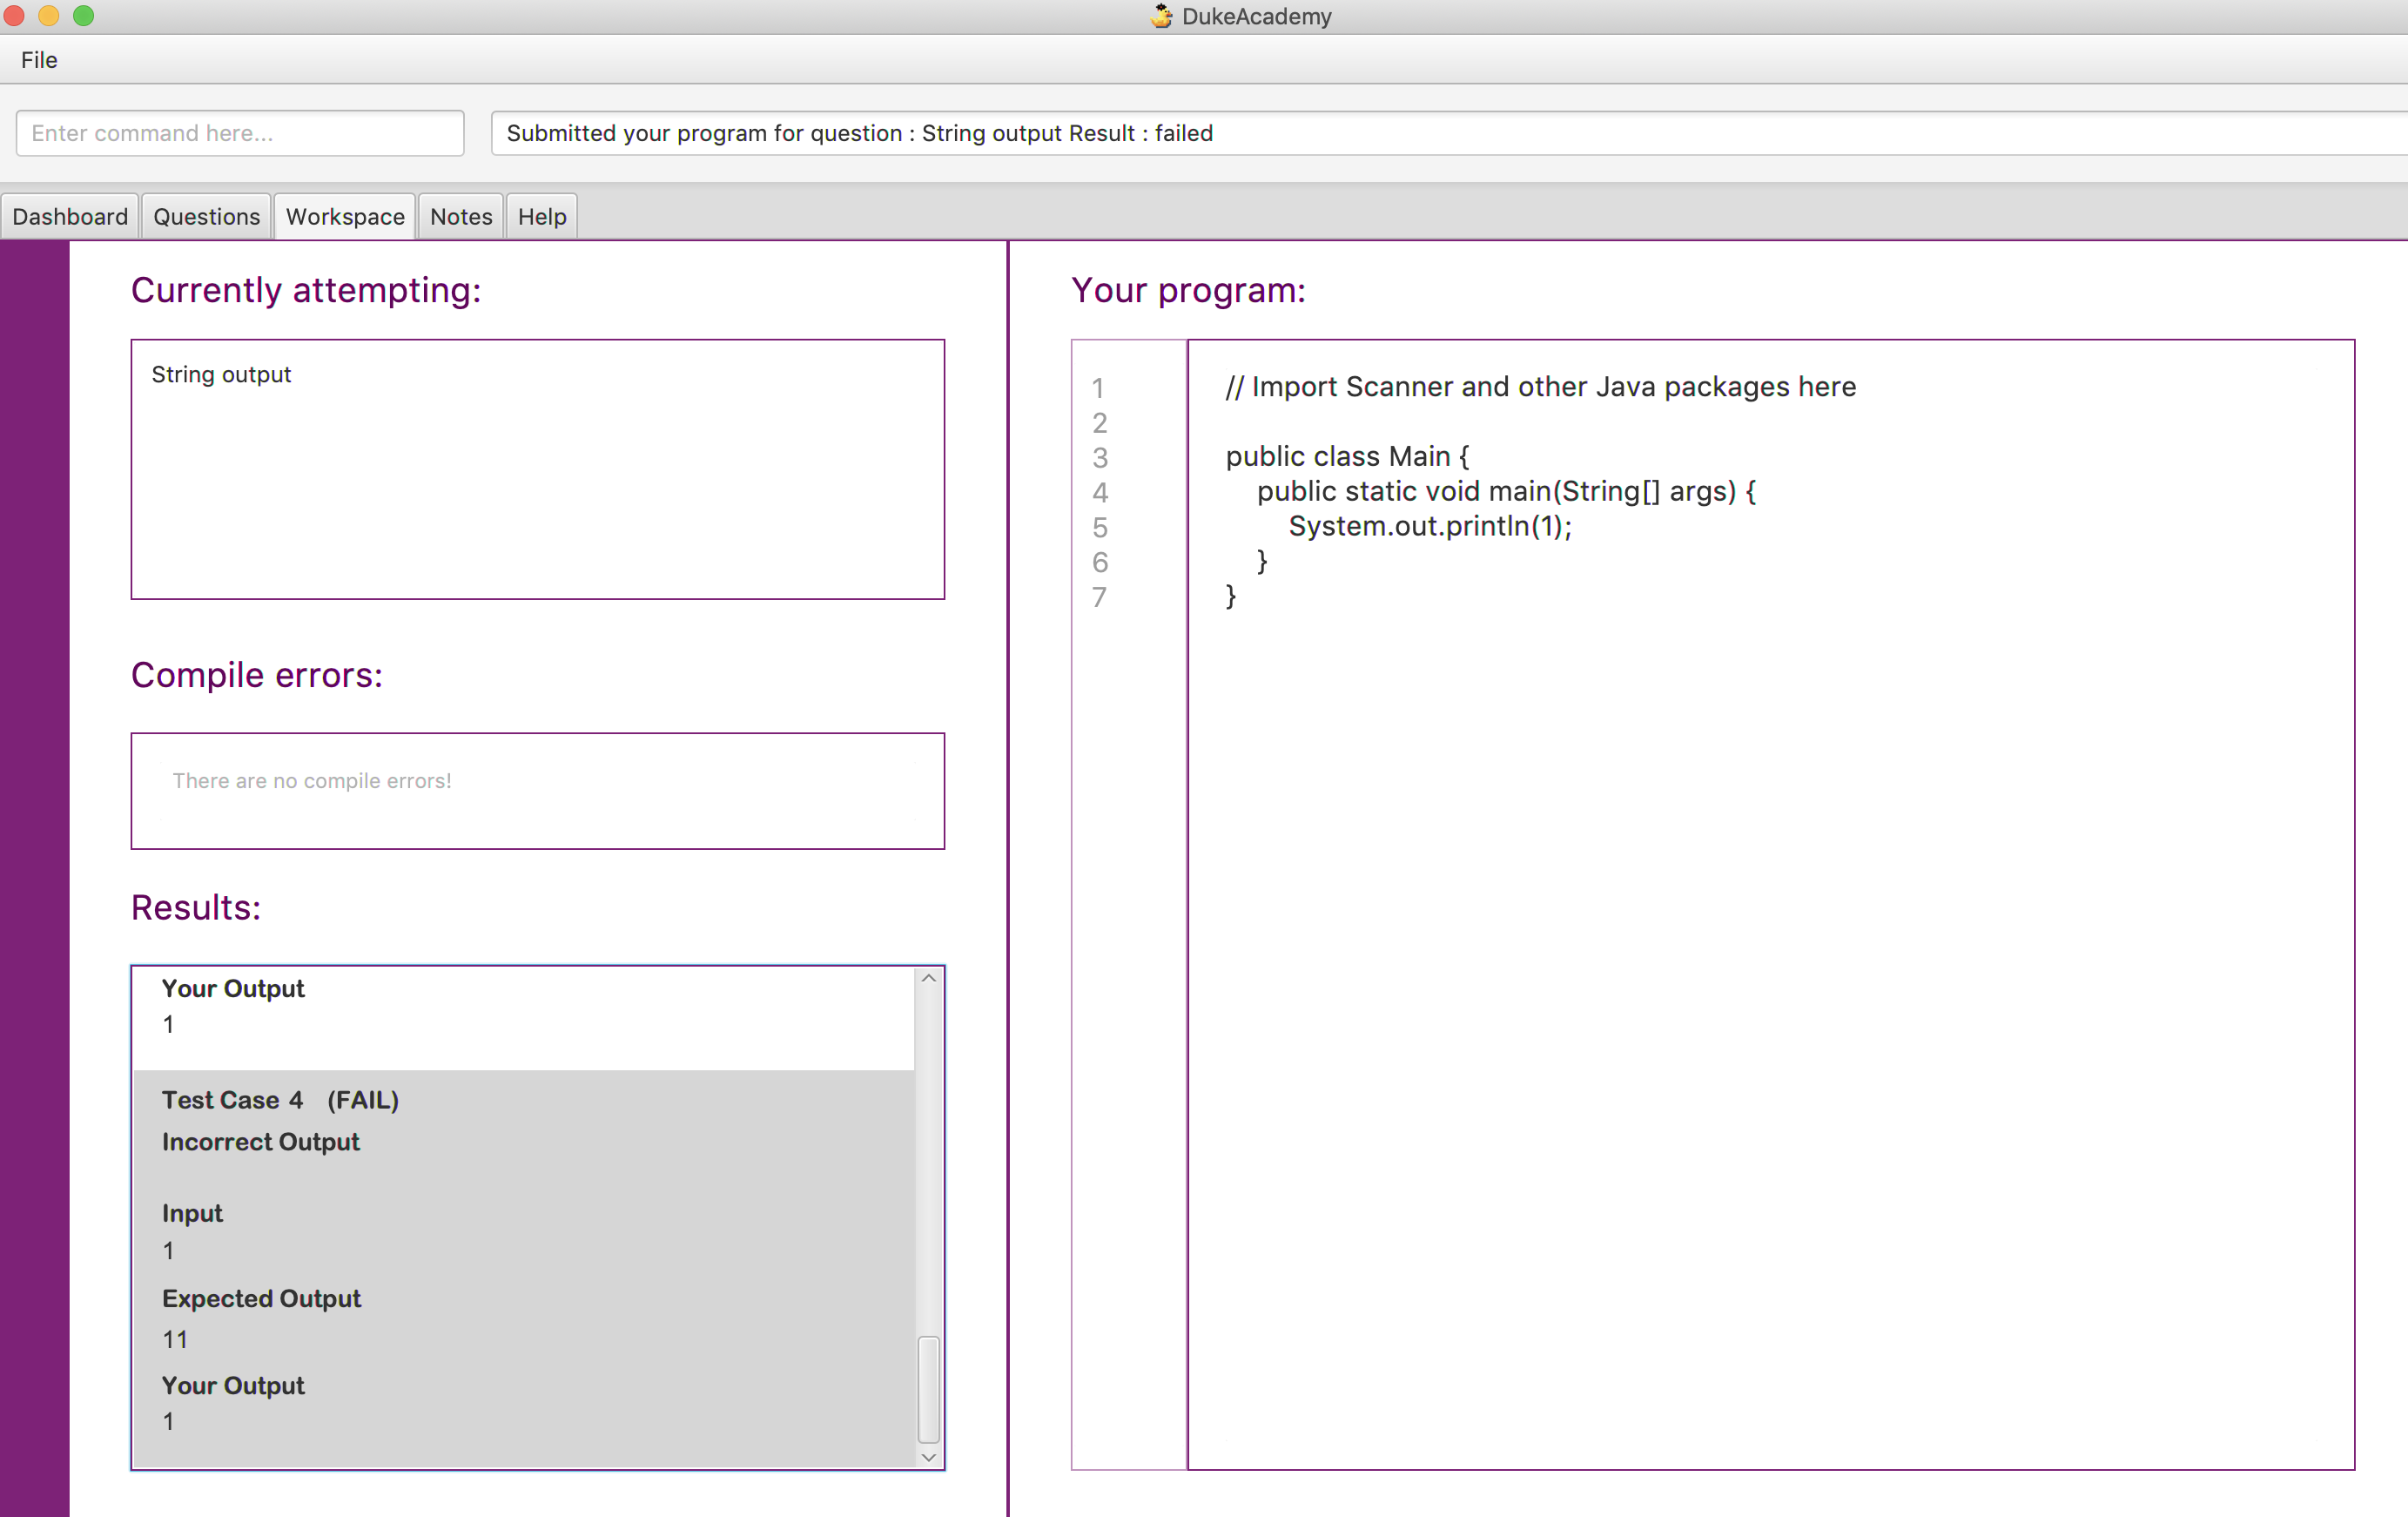 DukeAcademy
File
Enter command here...
Submitted your program for question : String output Result : failed
Dashboard
Questions
Workspace
Notes
Help
Currently attempting:
String output
Compile errors:
There are no compile errors!
Results:
Your Output
1
Test Case 4 (FAIL)
Incorrect Output
Input
1
Expected Output
11
Your Output
1
Your program:
1 // Import Scanner and other Java packages here
2
3 public class Main {
4 public static void main(String[] args) {
5 System.out.println(1);
6 }
7 }